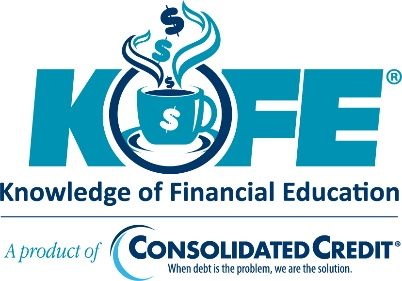 $
$
$
KOFE®
$
Knowledge of Financial Education
A product of CONSOLIDATED CREDIT®
When debt is the problem, we are the solution.